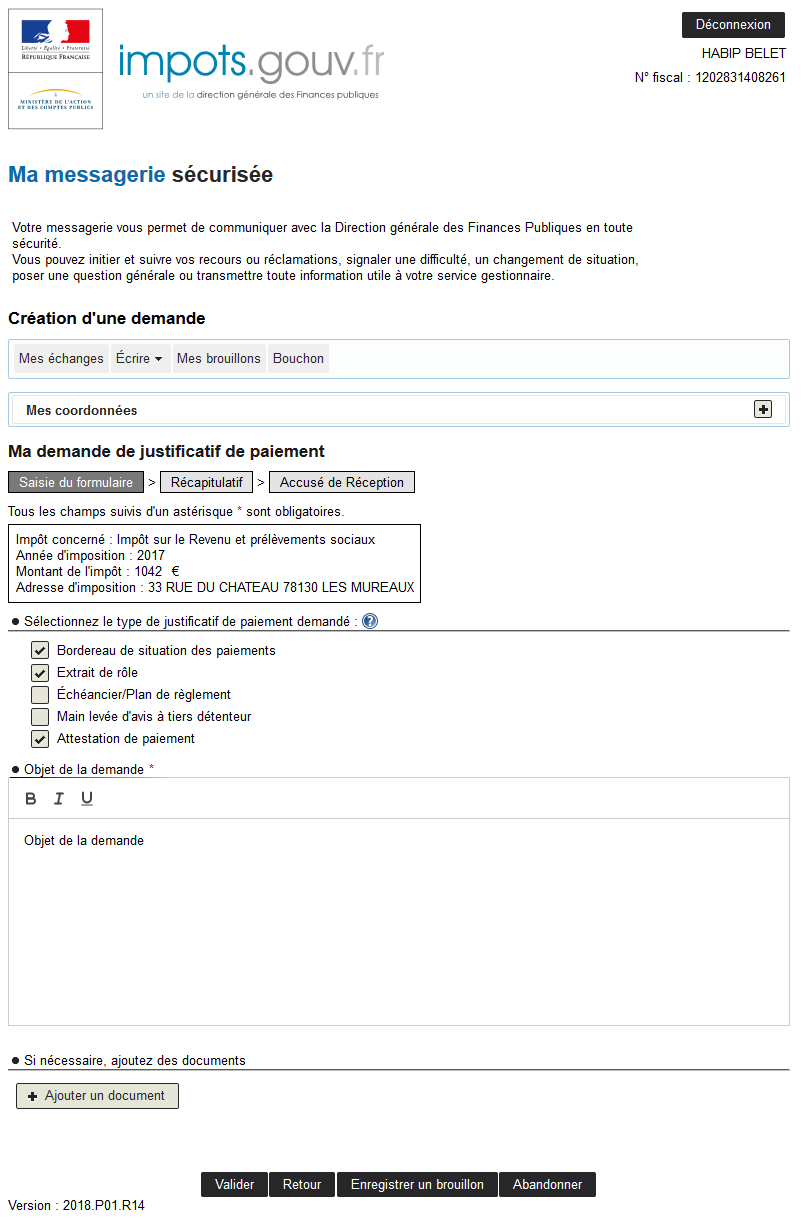 Liberté • Égalité • Fraternité
RÉPUBLIQUE FRANÇAISE
MINISTÈRE DE L'ACTION
ET DES COMPTES PUBLICS
impots.gouv.fr
un site de la direction générale des Finances publiques
Déconnexion
HABIP BELET
N° fiscal : 1202831408261
Ma messagerie sécurisée
Votre messagerie vous permet de communiquer avec la Direction générale des Finances Publiques en toute
sécurité.
Vous pouvez initier et suivre vos recours ou réclamations, signaler une difficulté, un changement de situation,
poser une question générale ou transmettre toute information utile à votre service gestionnaire.
Création d'une demande
Mes échanges Écrire Mes brouillons Bouchon
Mes coordonnées
Ma demande de justificatif de paiement
Saisie du formulaire > Récapitulatif > Accusé de Réception
Tous les champs suivis d'un astérisque * sont obligatoires.
Impôt concerné : Impôt sur le Revenu et prélèvements sociaux
Année d'imposition : 2017
Montant de l'impôt : 1042 €
Adresse d'imposition : 33 RUE DU CHATEAU 78130 LES MUREAUX
Sélectionnez le type de justificatif de paiement demandé : ?
Bordereau de situation des paiements
Extrait de rôle
Échéancier/Plan de règlement
Main levée d'avis à tiers détenteur
Attestation de paiement
Objet de la demande *
B I U
Objet de la demande
Si nécessaire, ajoutez des documents
Ajouter un document
Valider Retour Enregistrer un brouillon Abandonner
Version : 2018.P01.R14